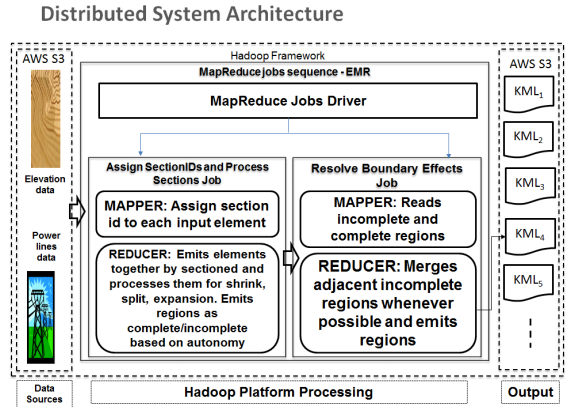 Distributed System Architecture
AWS S3
Hadoop Framework
AWS S3
MapReduce jobs sequence - EMR
MapReduce Jobs Driver
Elevation
data
Power
lines
data
Assign SectionIDs and Process
Sections Job
MAPPER: Assign section
id to each input element
REDUCER: Emits elements
together by sectioned and
processes them for shrink,
split, expansion. Emits
regions as
complete/incomplete
based on autonomy
Resolve Boundary Effects
Job
MAPPER: Reads
incomplete and
complete regions
REDUCER: Merges
adjacent incomplete
regions whenever
possible and emits
regions
KML1
KML2
KML3
KML4
KML5
Data
Sources
Hadoop Platform Processing
Output